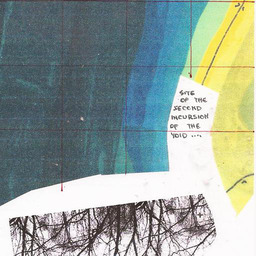 SITE
OF THE
SECOND
INCURSION
OF THE
VOID ....